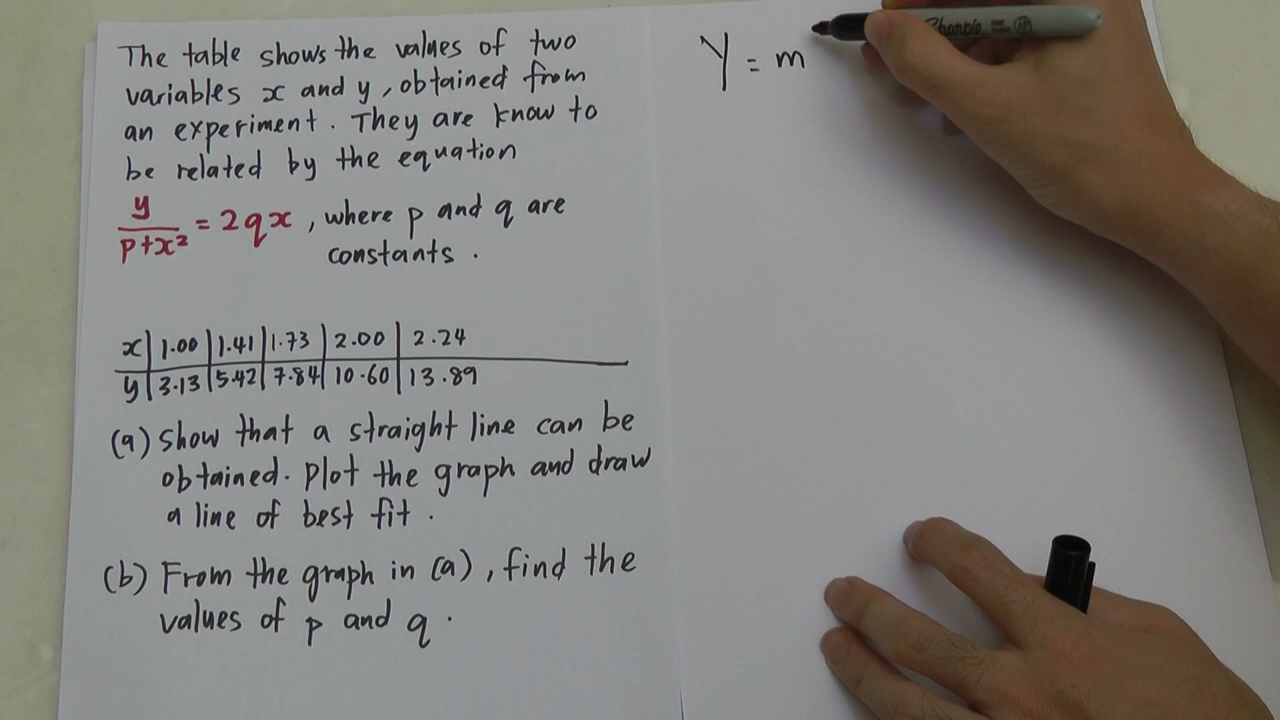 The table shows the values of two
variables x and y, obtained from
an experiment. They are know to
be related by the equation
y/(p+x²) = 2qx, where p and q are
constants.
x | 1.00 | 1.41 | 1.73 | 2.00 | 2.24
y | 3.13 | 5.42 | 7.84 | 10.60 | 13.89
(a) Show that a straight line can be
obtained. Plot the graph and draw
a line of best fit.
(b) From the graph in (a), find the
values of p and q.
Y = m
Sharpie